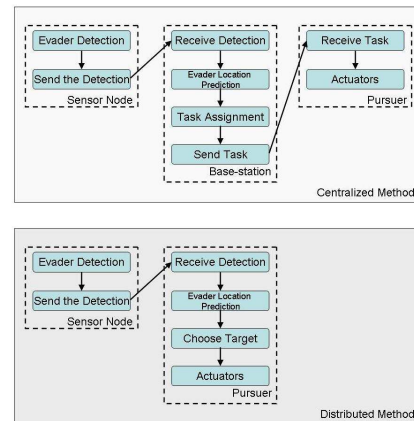 Evader Detection
Send the Detection
Sensor Node
Receive Detection
Evader Location
Prediction
Task Assignment
Send Task
Base-station
Receive Task
Actuators
Pursuer
Centralized Method
Evader Detection
Send the Detection
Sensor Node
Receive Detection
Evader Location
Prediction
Choose Target
Actuators
Pursuer
Distributed Method